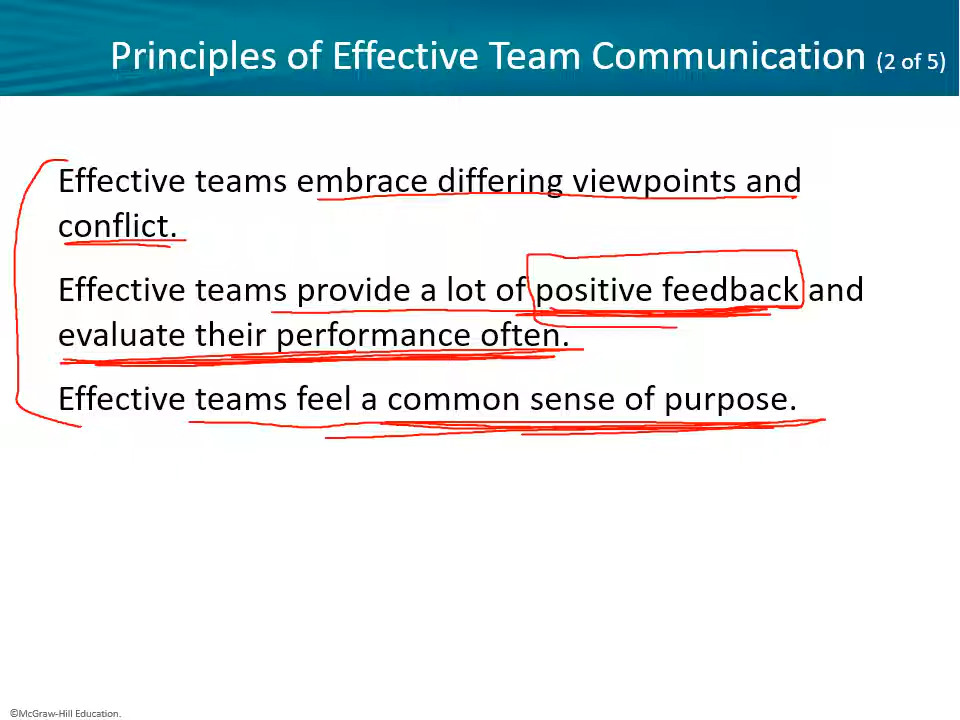 Principles of Effective Team Communication (2 of 5)
Effective teams embrace differing viewpoints and
conflict.
Effective teams provide a lot of positive feedback and
evaluate their performance often.
Effective teams feel a common sense of purpose.
©McGraw-Hill Education.